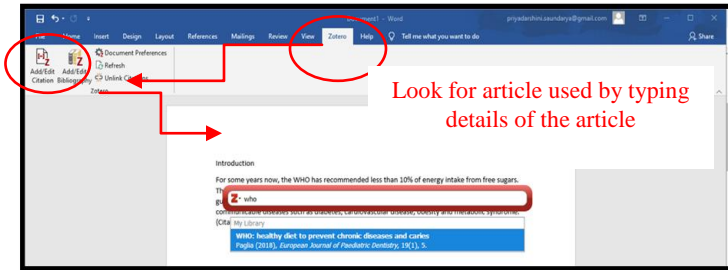 Document1 - Word
priyadarshini.saundarya@gmail.com
File Home Insert Design Layout References Mailings Review View Zotero Help Tell me what you want to do
Share
Add/Edit Citation
Add/Edit Bibliography
Document Preferences
Refresh
Unlink Citations
Zotero
Look for article used by typing
details of the article
Introduction
For some years now, the WHO has recommended less than 10% of energy intake from free sugars.
Z who
communicable diseases such as diabetes, cardiovascular disease, obesity and metabolic syndrome.
(Cita
My Library
WHO: healthy diet to prevent chronic diseases and caries
Paglia (2018), European Journal of Paediatric Dentistry, 19(1), 5.